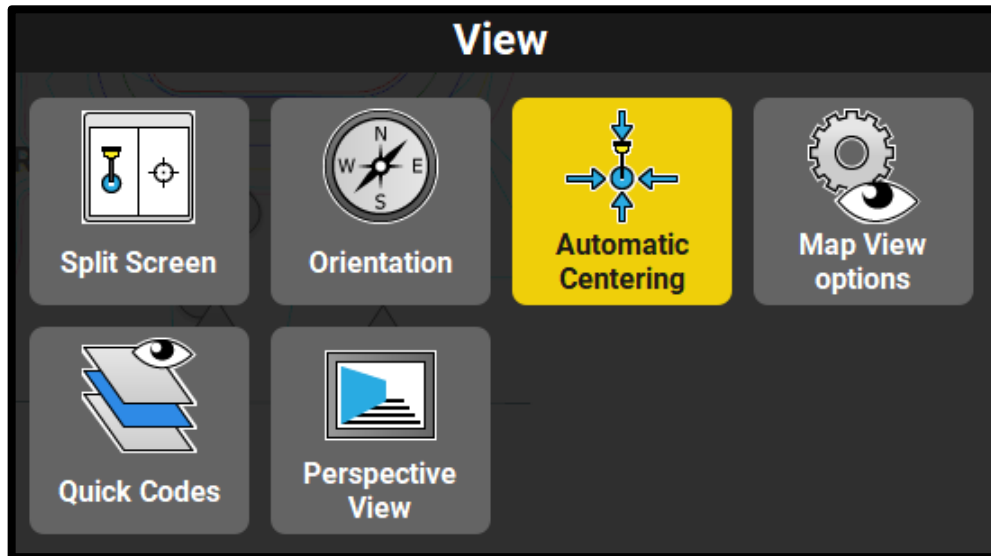 View
Split Screen
Orientation
N
W
E
S
Automatic
Centering
Map View
options
Quick Codes
Perspective
View